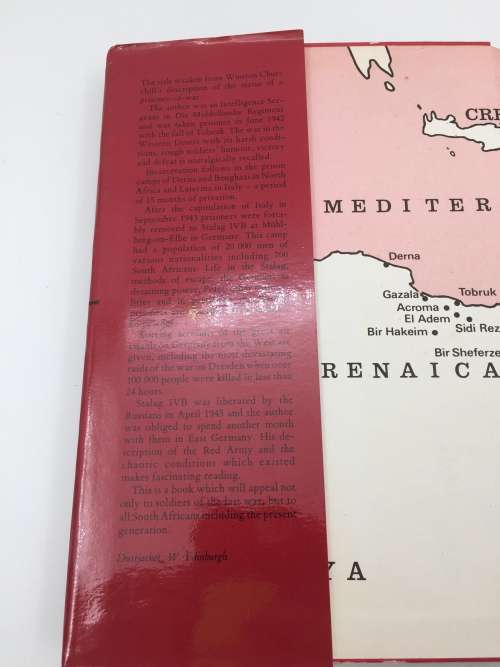 The title is taken from Winston Chur-
chill's description of the status of a
prisoner-of-war.
The author was an Intelligence Ser-
geant in Die Middellandse Regiment
and was taken prisoner in June 1942
with the fall of Tobruk. The war in the
Western Desert with its harsh condi-
tions, rough soldiers' humour, victory
and defeat is nostalgically recalled.
Incarceration follows in the prison
camps of Derna and Benghazi in North
Africa and Laterina in Italy – a period
of 15 months of privation.
After the capitulation of Italy in
September 1943 prisoners were forci-
bly removed to Stalag IVB at Mühl-
berg-on-Elbe in Germany. This camp
had a population of 20 000 men of
various nationalities including 700
South Africans. Life in the Stalag,
methods of escape,
devating power,
and
prisoners
Stirring accounts of the great air
raids on Germany from the West are
given, including the most devastating
raids of the war on Dresden when over
100 000 people were killed in less than
24 hours.
Stalag IVB was liberated by the
Russians in April 1945 and the author
was obliged to spend another month
with them in East Germany. His de-
scription of the Red Army and the
chaotic conditions which existed
makes fascinating reading.
This is a book which will appeal not
only to soldiers of the last war, but to
all South Africans including the present
generation.
Dustjacket, W. Edinburgh
CRE
MEDITER
Derna
Gazala
Tobruk
Acroma
El Adem
Sidi Rez
Bir Hakeim
Bir Sheferze
RENAICA
YA